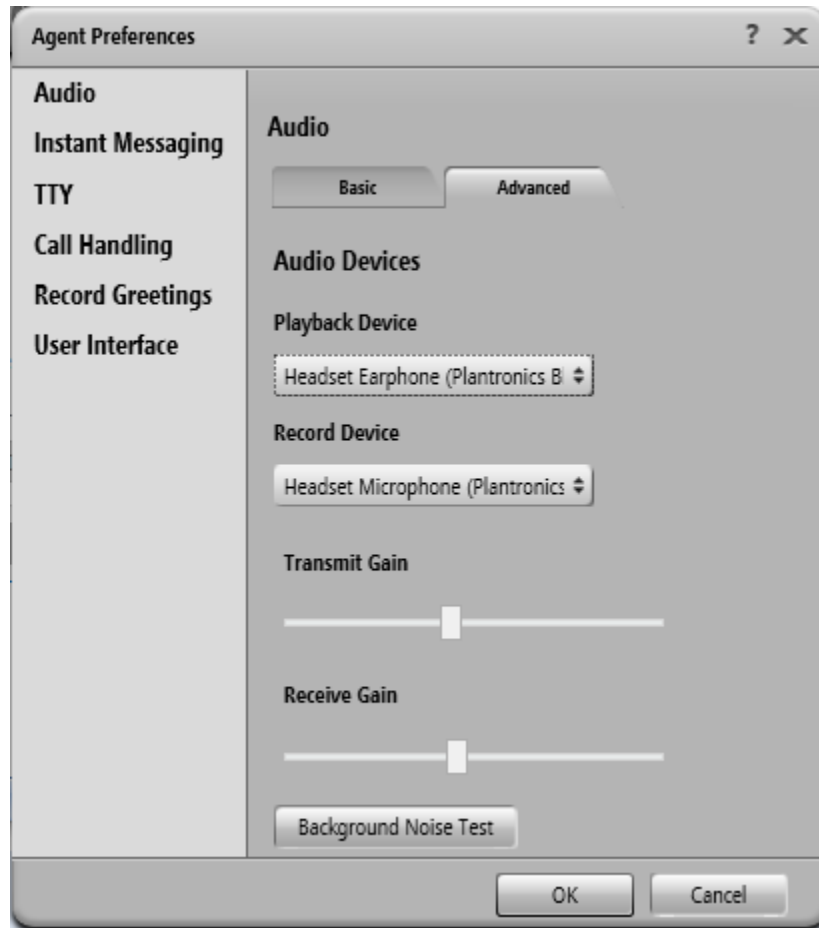 Agent Preferences
?
Audio
Instant Messaging
TTY
Call Handling
Record Greetings
User Interface
Audio
Basic Advanced
Audio Devices
Playback Device
Headset Earphone (Plantronics B
Record Device
Headset Microphone (Plantronics
Transmit Gain
Receive Gain
Background Noise Test
OK Cancel